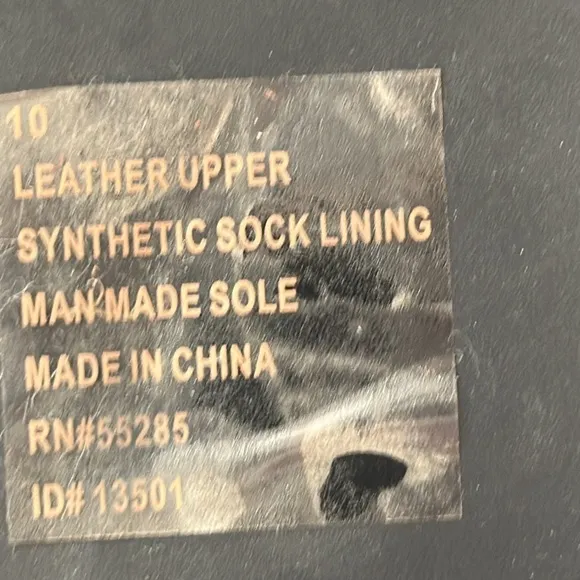 10
LEATHER UPPER
SYNTHETIC SOCK LINING
MAN MADE SOLE
MADE IN CHINA
RN#55285
ID# 13501